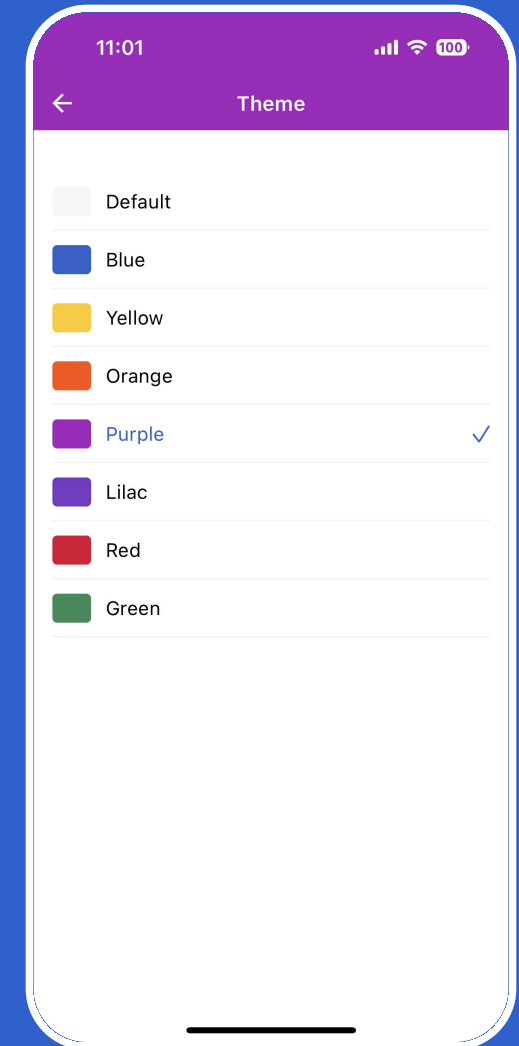 11:01
100
Theme
Default
Blue
Yellow
Orange
Purple
Lilac
Red
Green